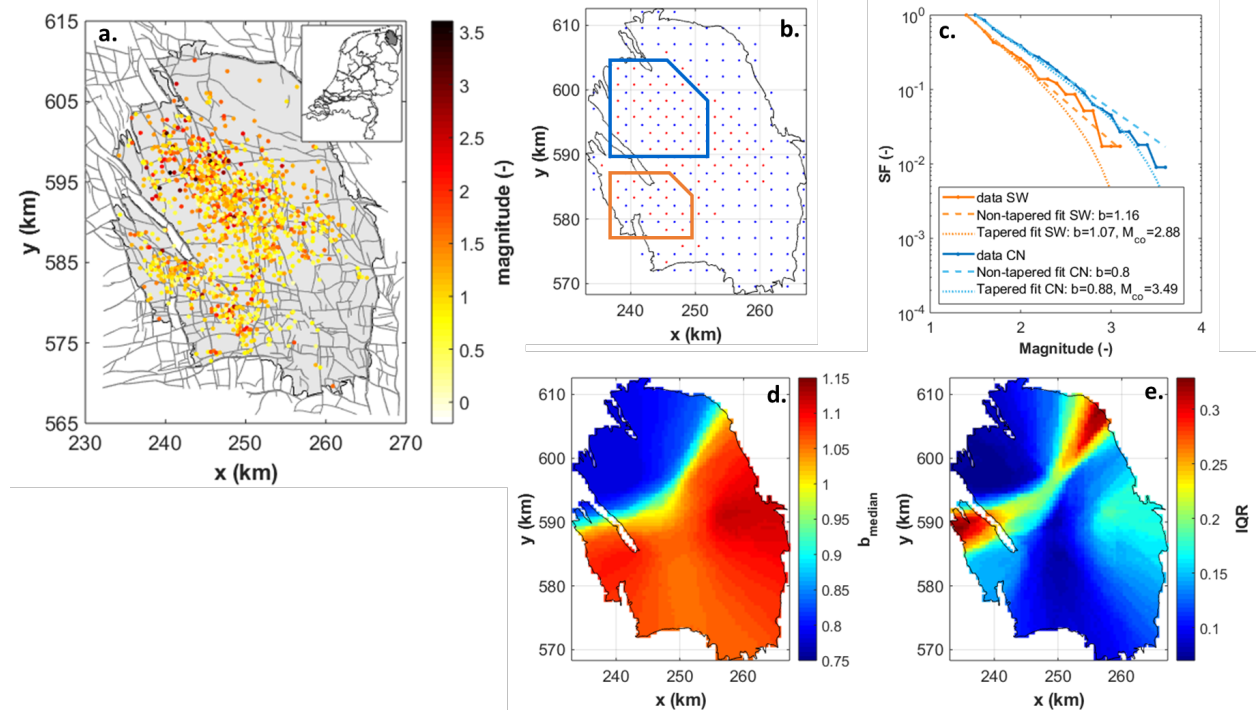 a.
615
605
595
585
575
565
y (km)
230
240
250
260
270
x (km)
3.5
3
2.5
2
1.5
1
0.5
0
magnitude (-)
b.
610
600
590
580
570
y (km)
240
250
260
x (km)
c.
10^0
10^-1
10^-2
10^-3
10^-4
SF (-)
data SW
Non-tapered fit SW: b=1.16
Tapered fit SW: b=1.07, M_co=2.88
data CN
Non-tapered fit CN: b=0.8
Tapered fit CN: b=0.88, M_co=3.49
1
2
3
4
Magnitude (-)
d.
610
600
590
580
570
y (km)
240
250
260
x (km)
1.15
1.1
1.05
1
0.95
0.9
0.85
0.8
0.75
b_median
e.
610
600
590
580
570
y (km)
240
250
260
x (km)
0.3
0.25
0.2
0.15
0.1
IQR